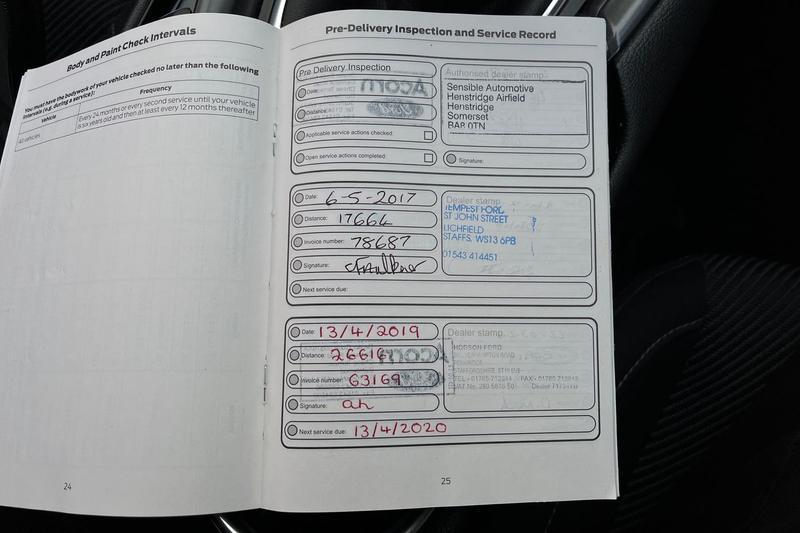 Body and Paint Check Intervals
You must have the bodywork of your vehicle checked no later than the following
intervals (e.g. during a service):
Vehicle
Frequency
All vehicles
Every 24 months or every second service until your vehicle
is six years old and then at least every 12 months thereafter
24
Pre-Delivery Inspection and Service Record
Pre Delivery Inspection
Date:
Distance:
Applicable service actions checked:
Open service actions completed:
Authorised dealer stamp:
Sensible Automotive
Henstridge Airfield
Henstridge
Somerset
BA8 0TN
Signature:
Date: 6-5-2017
Distance: 17664
Invoice number: 78687
Signature: Faulkner
Next service due:
Dealer stamp:
TEMPEST FORD
ST JOHN STREET
LICHFIELD
STAFFS. WS13 6PB
01543 414451
Date: 13/4/2019
Distance: 26616
Invoice number: 63169
Signature: ah
Next service due: 13/4/2020
Dealer stamp:
HOBSON FORD
STAFFORDSHIRE
25